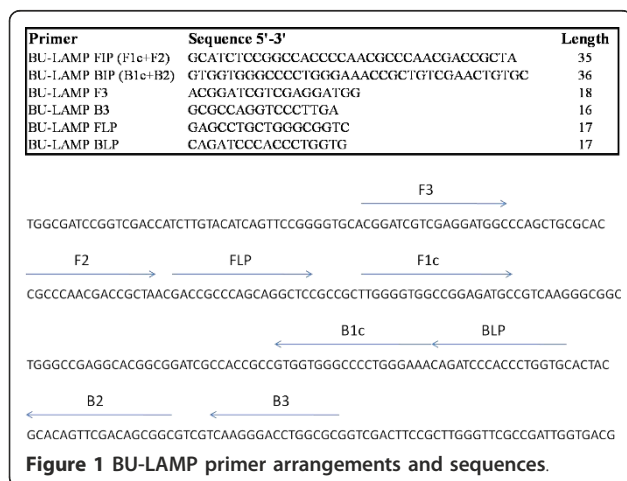 Primer Sequence 5'-3' Length
BU-LAMP FIP (F1c+F2) GCATCTCCGGCCACCCCAACGCCCAACGACCGCTA 35
BU-LAMP BIP (B1c+B2) GTGGTGGGCCCCTGGGAAACCGCTGTCGAACTGTGC 36
BU-LAMP F3 ACGGATCGTCGAGGATGG 18
BU-LAMP B3 GCGCCAGGTCCCTTGA 16
BU-LAMP FLP GAGCCTGCTGGGCGGTC 17
BU-LAMP BLP CAGATCCCACCCTGGTG 17
F3
TGGCGATCCGGTCGACCATCTTGTACATCAGTTCCGGGGTGCACGGATCGTCGAGGATGGCCCAGCTGCGCAC
F2 FLP F1c
CGCCCAACGACCGCTAACGACCGCCCAGCAGGCTCCGCCGCTTGGGGTGGCCGGAGATGCCGTCAAGGGCGGC
B1c BLP
TGGGCCGAGGCACGGCGGATCGCCACCGCCGTGGTGGGCCCCTGGGAAACAGATCCCACCCTGGTGCACTAC
B2 B3
GCACAGTTCGACAGCGGCGTCGTCAAGGGACCTGGCGCGGTCGACTTCCGCTTGGGTTCGCCGATTGGTGACG
Figure 1 BU-LAMP primer arrangements and sequences.